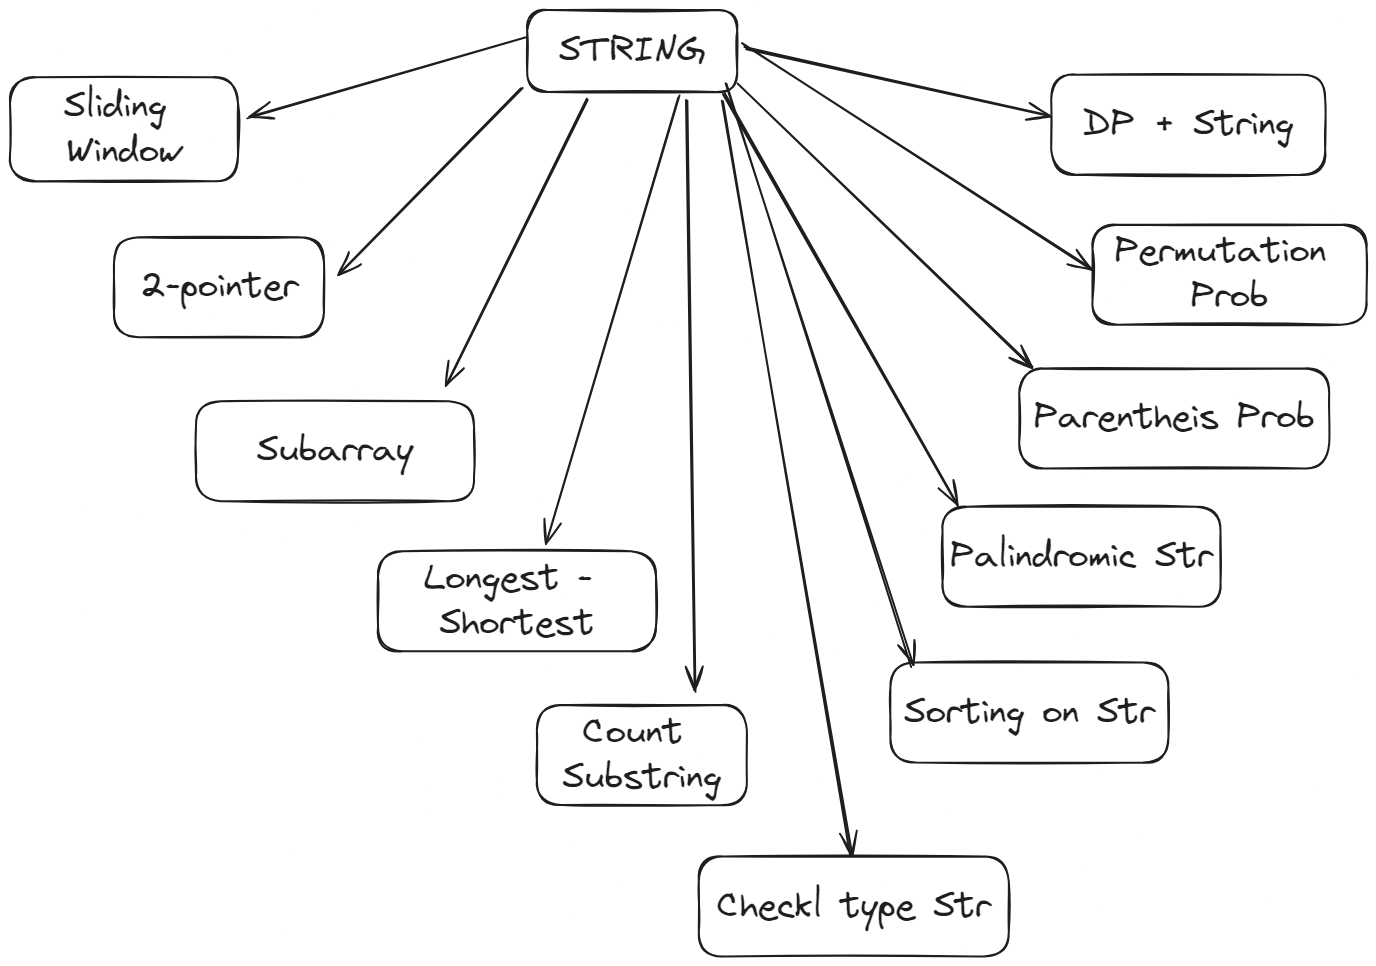 STRING
Sliding
Window
DP + String
2-pointer
Permutation
Prob
Subarray
Parentheis Prob
Longest -
Shortest
Palindromic Str
Count
Substring
Sorting on Str
Checkl type Str